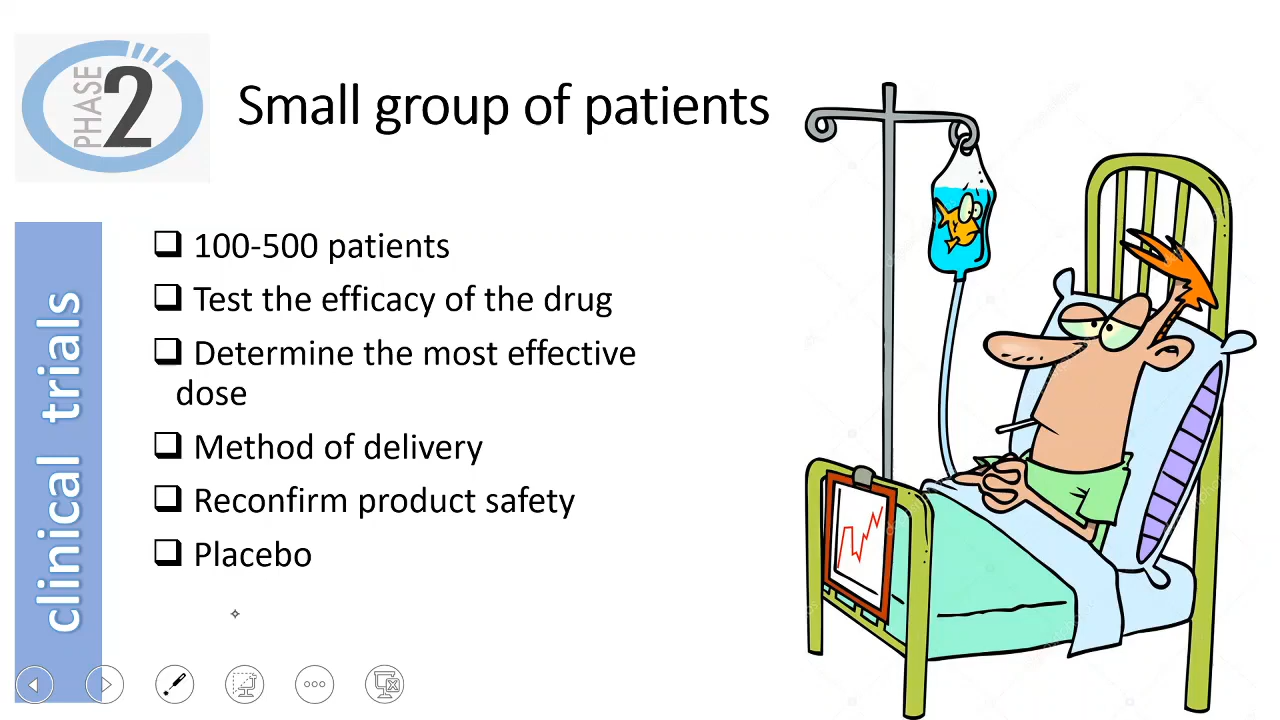 PHASE 2
Small group of patients
clinical trials
❑ 100-500 patients
❑ Test the efficacy of the drug
❑ Determine the most effective
dose
❑ Method of delivery
❑ Reconfirm product safety
❑ Placebo